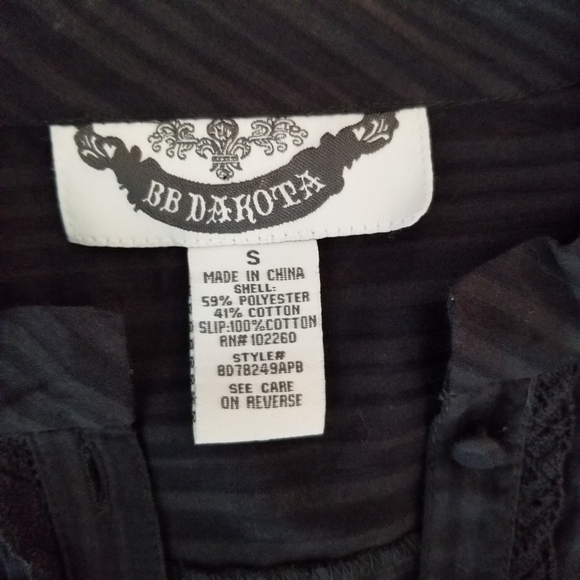 BB DAKOTA
S
MADE IN CHINA
SHELL:
59% POLYESTER
41% COTTON
SLIP:100%COTTON
RN# 102260
STYLE#
BD78249APB
SEE CARE
ON REVERSE